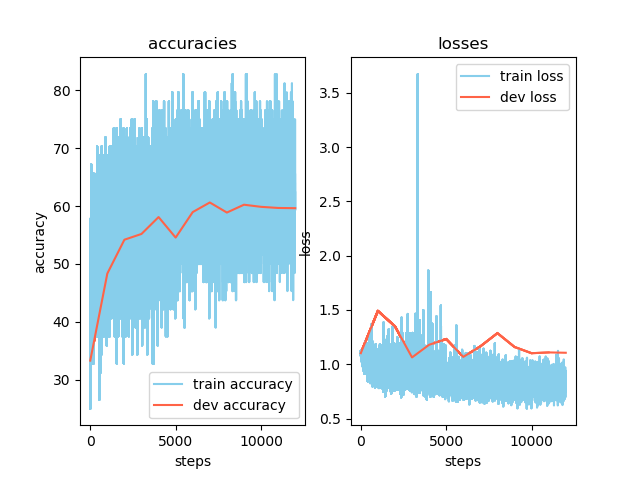 accuracies
accuracy
80
70
60
50
40
30
0
5000
10000
steps
train accuracy
dev accuracy
losses
loss
3.5
3.0
2.5
2.0
1.5
1.0
0.5
0
5000
10000
steps
train loss
dev loss